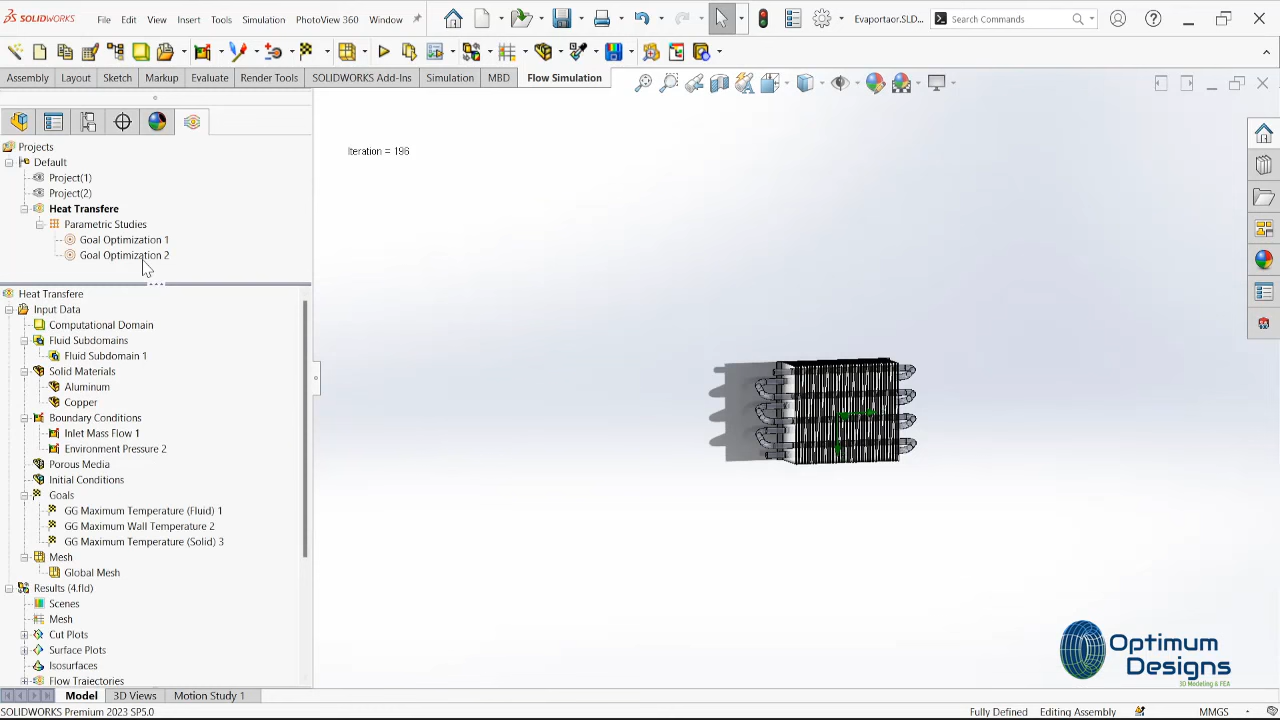 SOLIDWORKS
File Edit View Insert Tools Simulation PhotoView 360 Window
Evaportaor.SLD...
Search Commands
Assembly Layout Sketch Markup Evaluate Render Tools SOLIDWORKS Add-Ins Simulation MBD Flow Simulation
Projects
Default
Project(1)
Project(2)
Heat Transfere
Parametric Studies
Goal Optimization 1
Goal Optimization 2
Iteration = 196
Heat Transfere
Input Data
Computational Domain
Fluid Subdomains
Fluid Subdomain 1
Solid Materials
Aluminum
Copper
Boundary Conditions
Inlet Mass Flow 1
Environment Pressure 2
Porous Media
Initial Conditions
Goals
GG Maximum Temperature (Fluid) 1
GG Maximum Wall Temperature 2
GG Maximum Temperature (Solid) 3
Mesh
Global Mesh
Results (4.fld)
Scenes
Mesh
Cut Plots
Surface Plots
Isosurfaces
Flow Trajectories
Optimum
Designs
3D Modeling & FEA
Model 3D Views Motion Study 1
SOLIDWORKS Premium 2023 SP5.0
Fully Defined Editing Assembly MMGS